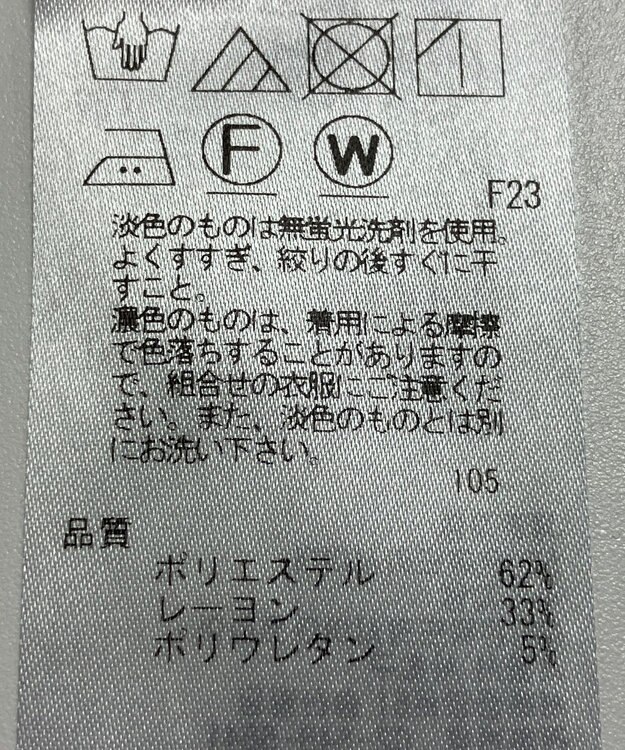 F W
F23
淡色のものは無蛍光洗剤を使用。
よくすすぎ、絞りの後すぐに干
すこと。
濃色のものは、着用による摩擦
で色落ちすることがありますの
で、組合せの衣服にご注意くだ
さい。また、淡色のものとは別
にお洗い下さい。
105
品質
ポリエステル 62%
レーヨン 33%
ポリウレタン 5%